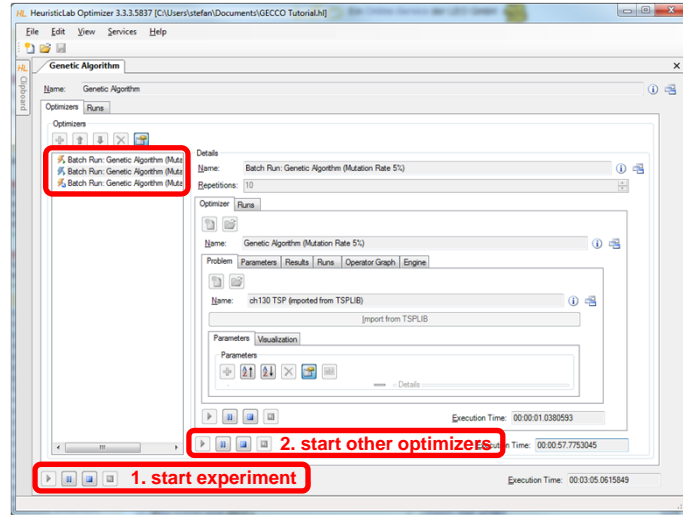 HL HeuristicLab Optimizer 3.3.3.5837 [C:\Users\stefan\Documents\GECCO Tutorial.hl]
File Edit View Services Help
HL Clipboard
Genetic Algorithm
Name: Genetic Algorithm
Optimizers Runs
Optimizers
Batch Run: Genetic Algorithm (Muta
Batch Run: Genetic Algorithm (Muta
Batch Run: Genetic Algorithm (Muta
Details
Name: Batch Run: Genetic Algorithm (Mutation Rate 5%)
Repetitions: 10
Optimizer Runs
Name: Genetic Algorithm (Mutation Rate 5%)
Problem Parameters Results Runs Operator Graph Engine
Name: ch130 TSP (imported from TSPLIB)
Import from TSPLIB
Parameters Visualization
Parameters
Details
Execution Time: 00:00:01.0380593
2. start other optimizers
Time: 00:00:57.7753045
1. start experiment
Execution Time: 00:03:05.0615849